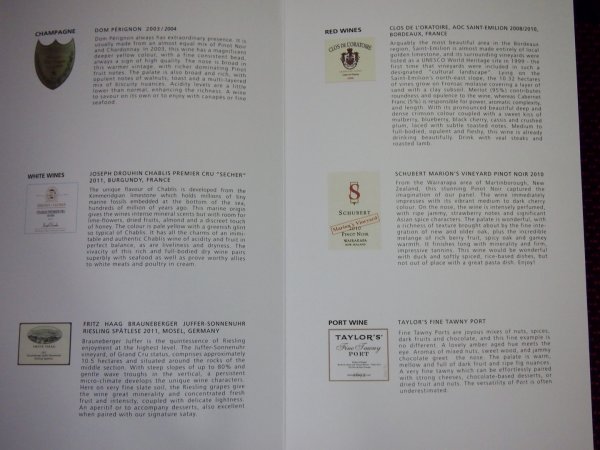 CHAMPAGNE
DOM PÉRIGNON 2003/2004
Dom Pérignon always has extraordinary presence. It is
usually made from an almost equal mix of Pinot Noir
and Chardonnay. In 2003, this wine has a magnificent
deeper yellow colour, with a fine consistent bead,
always a sign of high quality. The nose is broad in
this warmer vintage, with richer dominating Pinot
fruit notes. The palate is also broad and rich, with
opulent notes of walnuts, toast and a multi-layered
mix of biscuity nuances. Acidity levels are a little
lower than normal, enhancing the richness. A wine
to savour on its own or to enjoy with canapés or fine
seafood.
WHITE WINES
JOSEPH DROUHIN CHABLIS PREMIER CRU "SECHER"
2011, BURGUNDY, FRANCE
The unique flavour of Chablis is developed from the
Kimmeridgian limestone which holds millions of tiny
marine fossils embedded at the bottom of the sea,
hundreds of million of years ago. This marine origin
gives the wines intense mineral scents but with room for
lime-flowers, dried fruits, almond and a discreet touch
of honey. The colour is pale yellow with a greenish glint
so typical of Chablis. It has all the charms of an inimi-
table and authentic Chablis wine of acidity and fruit in
perfect balance, as are liveliness and dryness. The
vivacity of this rich and full-bodied dry wine pairs
superbly with seafood as well as prove worthy allies
to white meats and poultry in cream.
FRITZ HAAG BRAUNEBERGER JUFFER-SONNENUHR
RIESLING SPÄTLESE 2011, MOSEL, GERMANY
Brauneberger Juffer is the quintessence of Riesling
enjoyment at the highest level. The Juffer-Sonnenuhr
vineyard, of Grand Cru status, comprises approximately
10.5 hectares and situated around the rocks of the
middle section. With steep slopes of up to 80% and
gentle wave troughs in the vertical, a persistent
micro-climate develops the unique wine characters.
Here on very fine slate soil, the Riesling grapes give
the wine great minerality and concentrated fresh
fruit and intensity, coupled with delicate lightness.
An aperitif or to accompany desserts, also excellent
when paired with our signature satay.
RED WINES
CLOS DE L'ORATOIRE, AOC SAINT-EMILION 2008/2010,
BORDEAUX, FRANCE
CLOS DE L'ORATOIRE
Arguably the most beautiful area in the Bordeaux
region, Saint-Emilion is almost made entirely of local
golden stone, with its surrounding vineyards were
listed as a UNESCO World Heritage site in 1999 - the
first time that vineyards were included in such a
designated "cultural landscape". Lying on the
Saint-Emilion's north-east slope, the 10.32 hectares
of vines grow on Fronsac molasse covering a layer of
sand with a clay subsoil. Merlot (95%) contributes
roundness and opulence to the wine, whereas Cabernet
Franc (5%) is responsible for power, aromatic complexity,
and length. With its pronounced beautiful deep and
dense crimson colour coupled with a sweet kiss of
mulberry, blueberry, black cherry, cassis and crushed
plum, laced with subtle toasted notes. Medium to
full-bodied, opulent and fleshy, this wine is already
drinking beautifully. Drink with veal steaks and
roasted lamb.
SCHUBERT MARION'S VINEYARD PINOT NOIR 2010
S
SCHUBERT
Marion's Vineyard
2010
PINOT NOIR
WAIRARAPA
From the Wairarapa area of Martinborough, New
Zealand, this stunning Pinot Noir captured the
imagination of our panel. The wine immediately
impresses with its vibrant medium to dark cherry
colour. On the nose, the wine is intensely perfumed,
with ripe jammy, strawberry notes and significant
Asian spice characters. The palate is wonderful, with
a richness of texture brought about by the fine inte-
gration of new and older oak, plus the incredible
melange of rich berry fruit, spicy oak and gamey
warmth. It finishes long with minerality and firm,
impressive tannins. This wine would be wonderful
with duck and softly spiced, rice-based dishes, but
not out of place with a great pasta dish. Enjoy!
PORT WINE
TAYLOR'S FINE TAWNY PORT
TAYLOR'S
Fine Tawny
PORT
Fine Tawny Ports are joyous mixes of nuts, spices,
dark fruits and chocolate, and this fine example is
no different. A lovely amber aged hue meets the
eye. Aromas of mixed nuts, sweet wood, and jammy
chocolate greet the nose. The palate is warm,
mellow and full of dark fruit and ripe fig nuances.
A very fine tawny which can be effortlessly paired
with strong cheeses, chocolate-based desserts, or
dried fruit and nuts. The versatility of Port is often
underestimated.